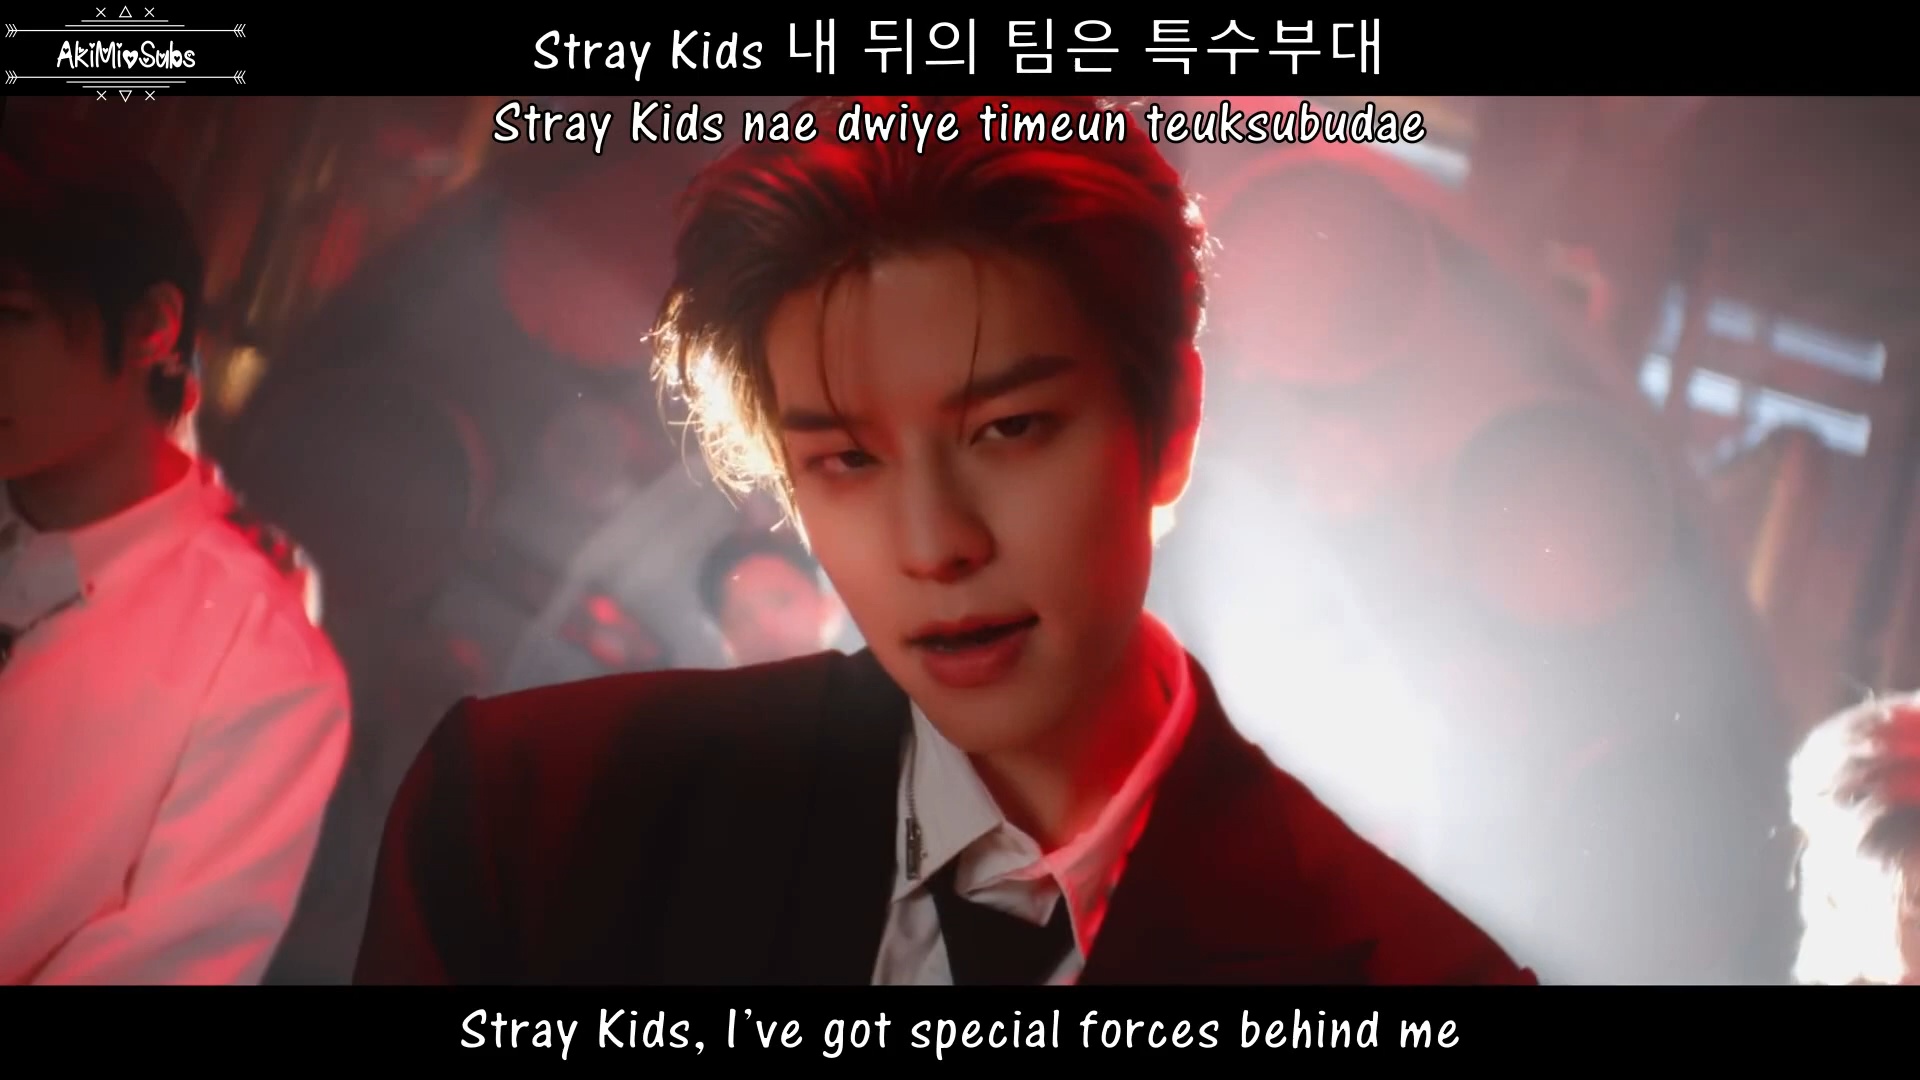 AkiMi♥Subs
Stray Kids 내 뒤의 팀은 특수부대
Stray Kids nae dwiye timeun teuksubudae
Stray Kids, I've got special forces behind me